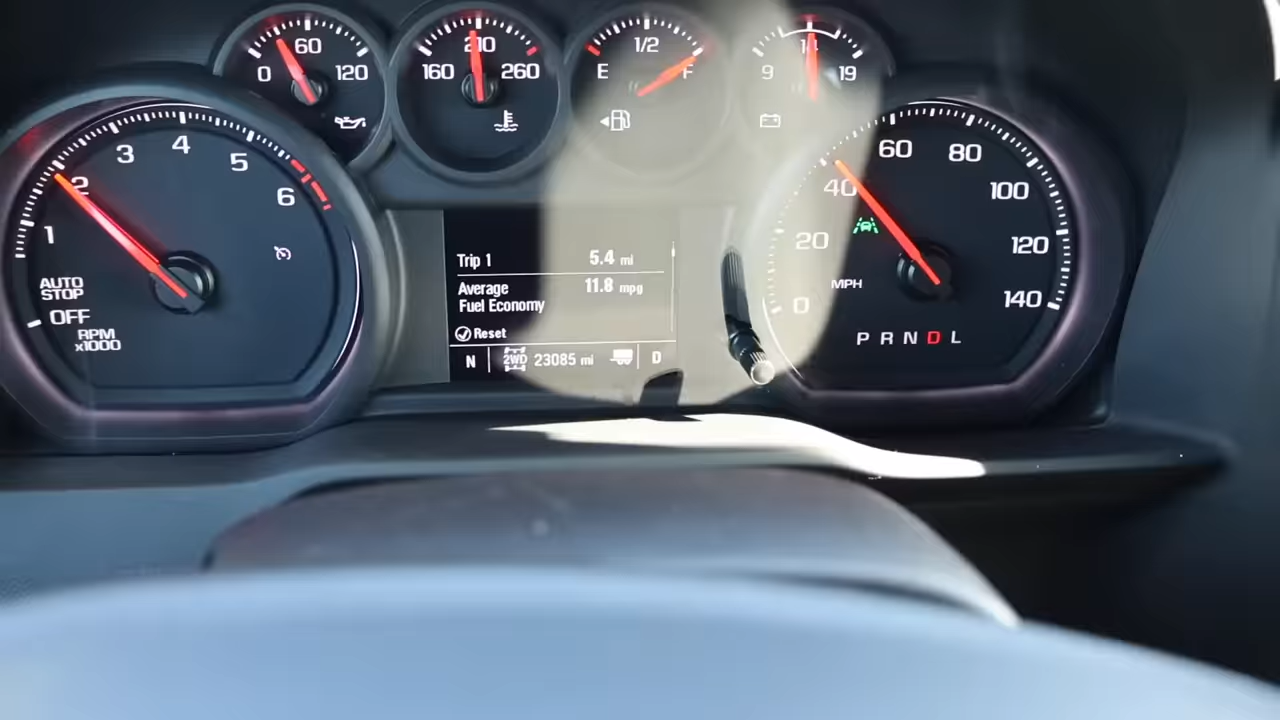 0 60 120
160 210 260
E 1/2 F
9 14 19
1 2 3 4 5 6
AUTO
STOP
OFF
RPM
x1000
Trip 1 5.4 mi
Average 11.8 mpg
Fuel Economy
Reset
N 2WD 23085 mi D
0 20 40 60 80 100 120 140
MPH
P R N D L